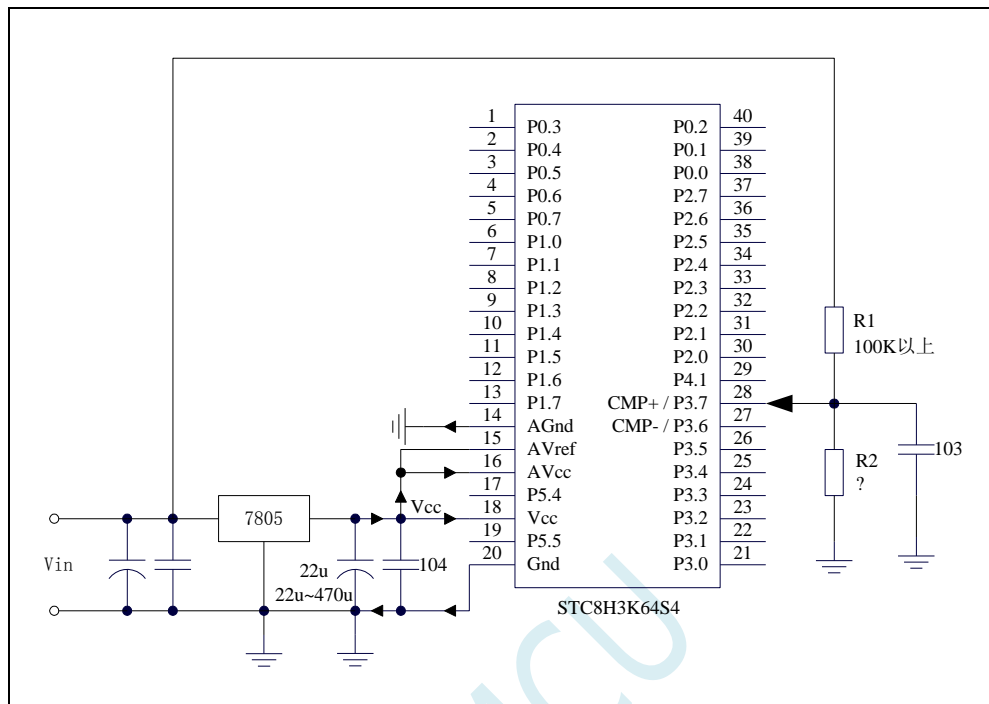 1 P0.3 P0.2 40
2 P0.4 P0.1 39
3 P0.5 P0.0 38
4 P0.6 P2.7 37
5 P0.7 P2.6 36
6 P1.0 P2.5 35
7 P1.1 P2.4 34
8 P1.2 P2.3 33
9 P1.3 P2.2 32
10 P1.4 P2.1 31
11 P1.5 P2.0 30
12 P1.6 P4.1 29
13 P1.7 CMP+ / P3.7 28
14 AGnd CMP- / P3.6 27
15 AVref P3.5 26
16 AVcc P3.4 25
17 P5.4 P3.3 24
18 Vcc P3.2 23
19 P5.5 P3.1 22
20 Gnd P3.0 21
STC8H3K64S4
R1
100K以上
R2
?
103
Vcc
7805
Vin
22u
22u~470u
104
MCU